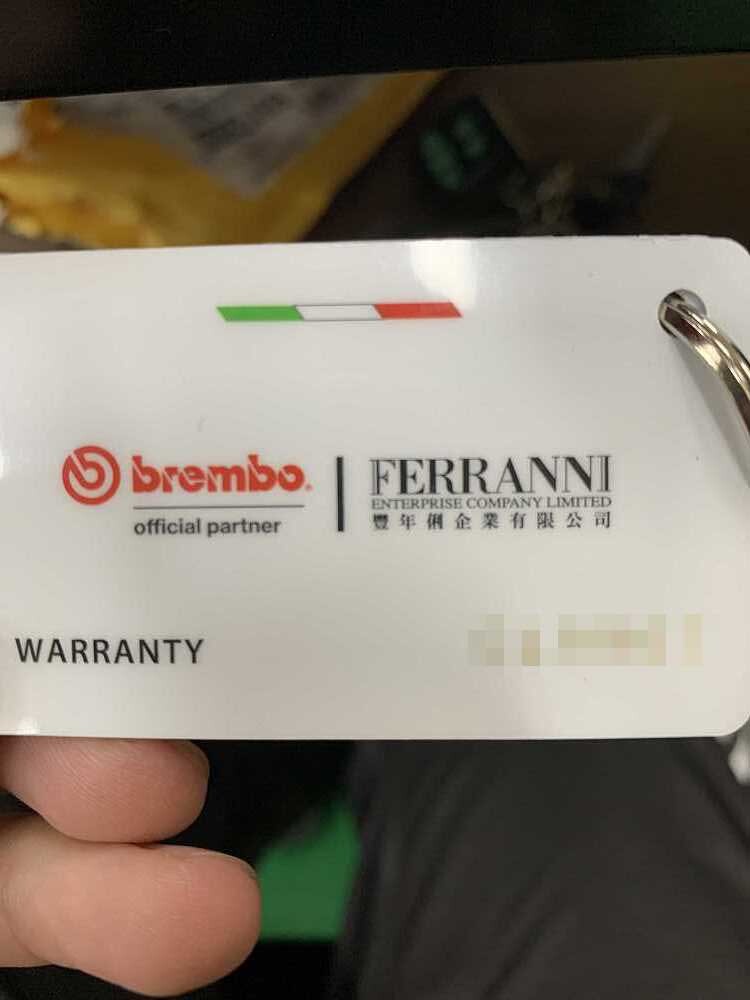 brembo.
official partner
FERRANNI
ENTERPRISE COMPANY LIMITED
豐年俐企業有限公司
WARRANTY